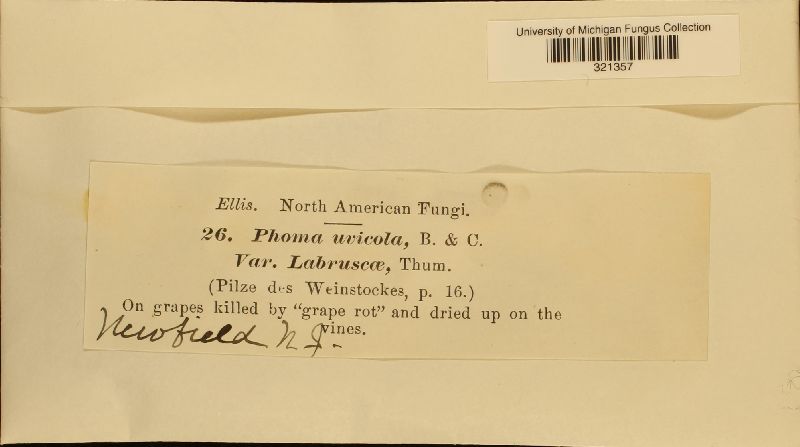 University of Michigan Fungus Collection
321357
Ellis. North American Fungi.
26. Phoma uvicola, B. & C.
Var. Labruscæ, Thum.
(Pilze des Weinstockes, p. 16.)
On grapes killed by "grape rot" and dried up on the
vines.
Newfield N J.